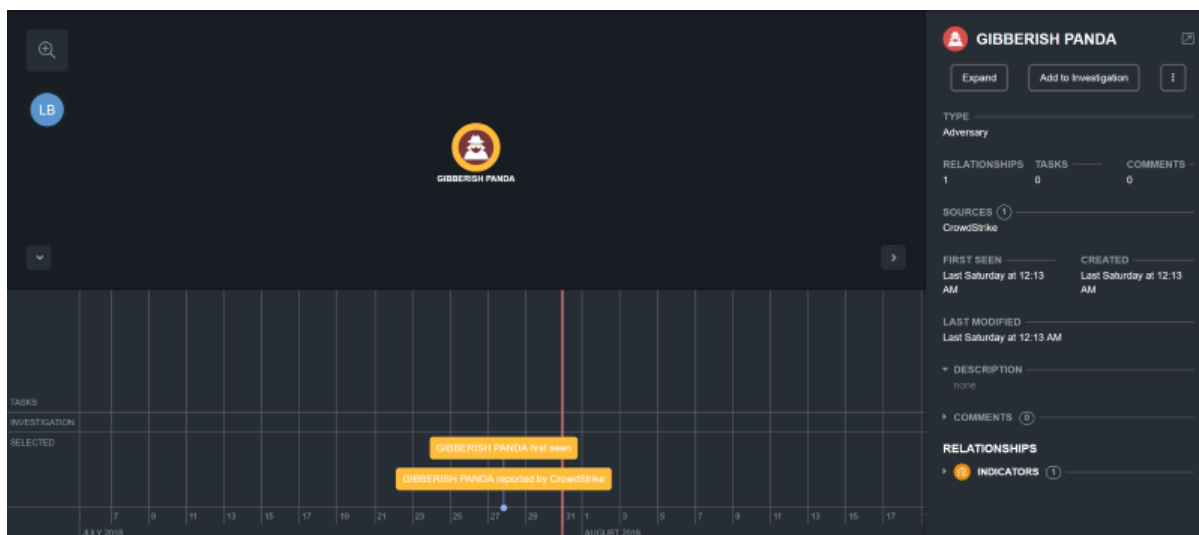 LB
GIBBERISH PANDA
TASKS
INVESTIGATION
SELECTED
GIBBERISH PANDA first seen
GIBBERISH PANDA reported by CrowdStrike
7 9 11 13 15 17 19 21 23 25 27 29 31 1 3 5 7 9 11 13 15 17
JULY 2018 AUGUST 2018
GIBBERISH PANDA
Expand Add to Investigation
TYPE
Adversary
RELATIONSHIPS TASKS COMMENTS
1 0 0
SOURCES 1
CrowdStrike
FIRST SEEN CREATED
Last Saturday at 12:13 Last Saturday at 12:13
AM AM
LAST MODIFIED
Last Saturday at 12:13 AM
DESCRIPTION
none
COMMENTS 0
RELATIONSHIPS
INDICATORS 1